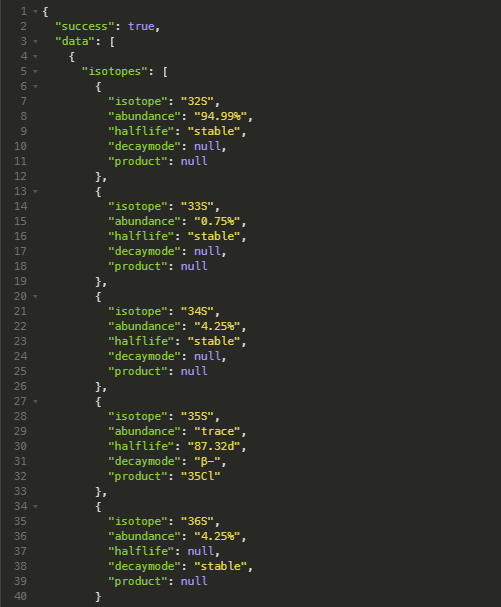 1 {
2 "success": true,
3 "data": [
4 {
5 "isotopes": [
6 {
7 "isotope": "32S",
8 "abundance": "94.99%",
9 "halflife": "stable",
10 "decaymode": null,
11 "product": null
12 },
13 {
14 "isotope": "33S",
15 "abundance": "0.75%",
16 "halflife": "stable",
17 "decaymode": null,
18 "product": null
19 },
20 {
21 "isotope": "34S",
22 "abundance": "4.25%",
23 "halflife": "stable",
24 "decaymode": null,
25 "product": null
26 },
27 {
28 "isotope": "35S",
29 "abundance": "trace",
30 "halflife": "87.32d",
31 "decaymode": "β−",
32 "product": "35Cl"
33 },
34 {
35 "isotope": "36S",
36 "abundance": "4.25%",
37 "halflife": null,
38 "decaymode": "stable",
39 "product": null
40 }